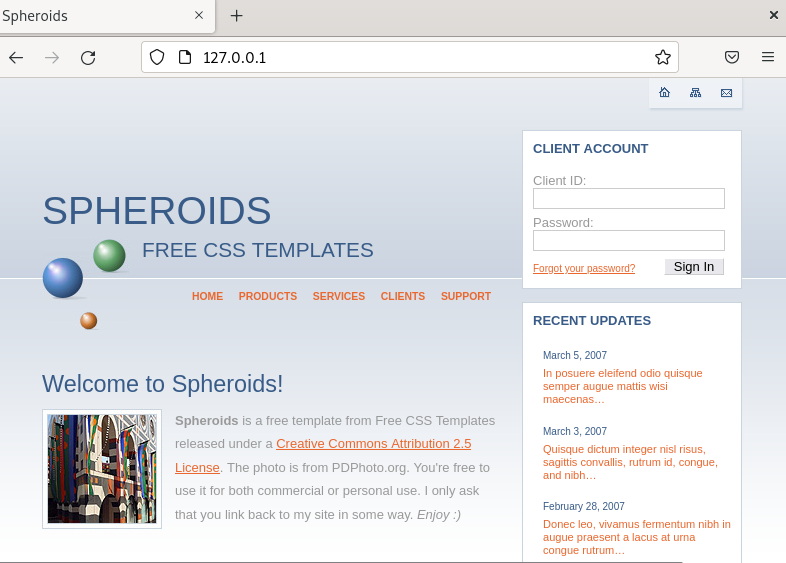 Spheroids
127.0.0.1
CLIENT ACCOUNT
Client ID:
Password:
Forgot your password?
Sign In
SPHEROIDS
FREE CSS TEMPLATES
HOME PRODUCTS SERVICES CLIENTS SUPPORT
Welcome to Spheroids!
Spheroids is a free template from Free CSS Templates
released under a Creative Commons Attribution 2.5
License. The photo is from PDPhoto.org. You're free to
use it for both commercial or personal use. I only ask
that you link back to my site in some way. Enjoy :)
RECENT UPDATES
March 5, 2007
In posuere eleifend odio quisque
semper augue mattis wisi
maecenas…
March 3, 2007
Quisque dictum integer nisl risus,
sagittis convallis, rutrum id, congue,
and nibh…
February 28, 2007
Donec leo, vivamus fermentum nibh in
augue praesent a lacus at urna
congue rutrum…